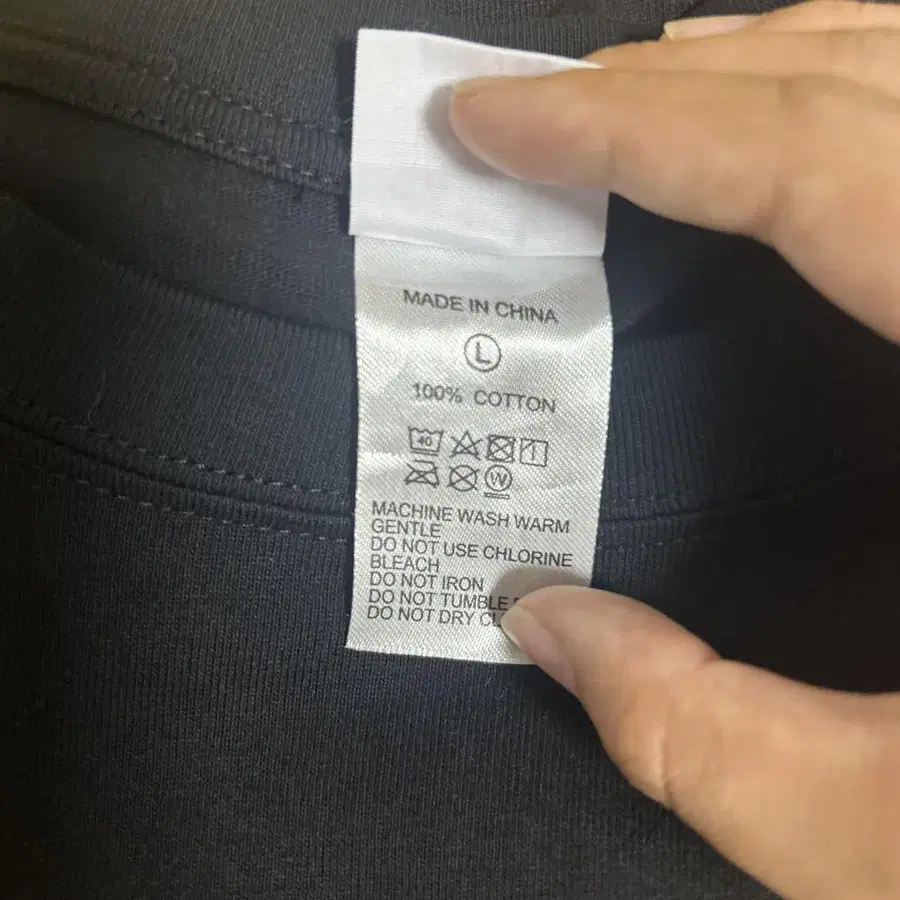 MADE IN CHINA
L
100% COTTON
40
W
MACHINE WASH WARM
GENTLE
DO NOT USE CHLORINE
BLEACH
DO NOT IRON
DO NOT TUMBLE
DO NOT DRY